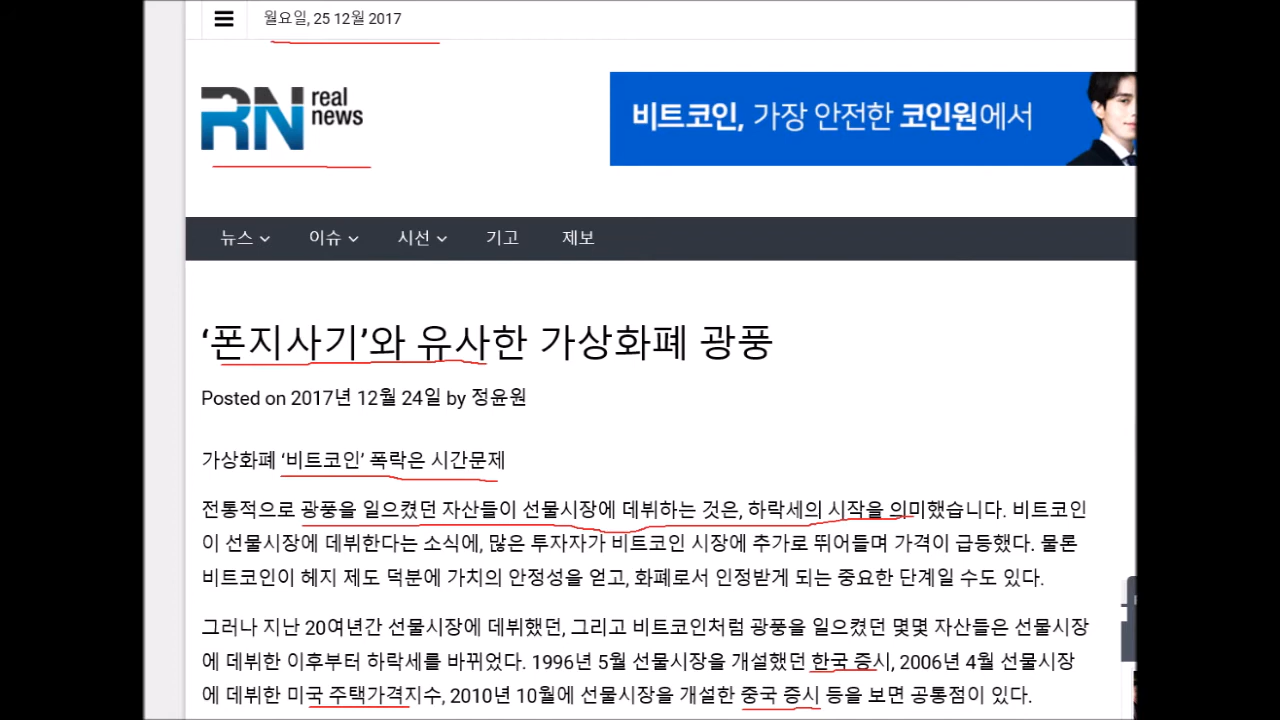 월요일, 25 12월 2017
RN real
news
비트코인, 가장 안전한 코인원에서
뉴스 이슈 시선 기고 제보
‘폰지사기’와 유사한 가상화폐 광풍
Posted on 2017년 12월 24일 by 정윤원
가상화폐 ‘비트코인’ 폭락은 시간문제
전통적으로 광풍을 일으켰던 자산들이 선물시장에 데뷔하는 것은, 하락세의 시작을 의미했습니다. 비트코인
이 선물시장에 데뷔한다는 소식에, 많은 투자자가 비트코인 시장에 추가로 뛰어들며 가격이 급등했다. 물론
비트코인이 헤지 제도 덕분에 가치의 안정성을 얻고, 화폐로서 인정받게 되는 중요한 단계일 수도 있다.
그러나 지난 20여년간 선물시장에 데뷔했던, 그리고 비트코인처럼 광풍을 일으켰던 몇몇 자산들은 선물시장
에 데뷔한 이후부터 하락세를 바뀌었다. 1996년 5월 선물시장을 개설했던 한국 증시, 2006년 4월 선물시장
에 데뷔한 미국 주택가격지수, 2010년 10월에 선물시장을 개설한 중국 증시 등을 보면 공통점이 있다.